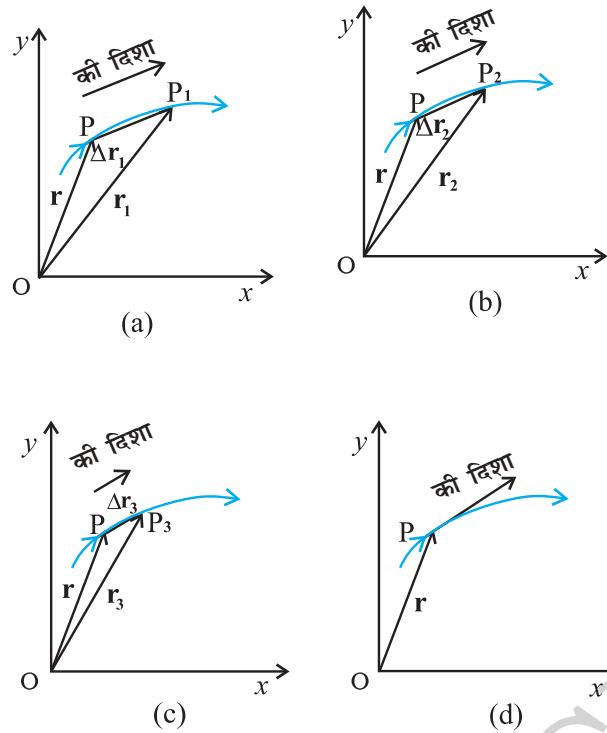 y
की दिशा
P
P₁
Δr₁
r
r₁
O
x
(a)
y
की दिशा
P
P₂
Δr₂
r
r₂
O
x
(b)
y
की दिशा
Δr₃
P
P₃
r
r₃
O
x
(c)
y
की दिशा
P
r
O
x
(d)